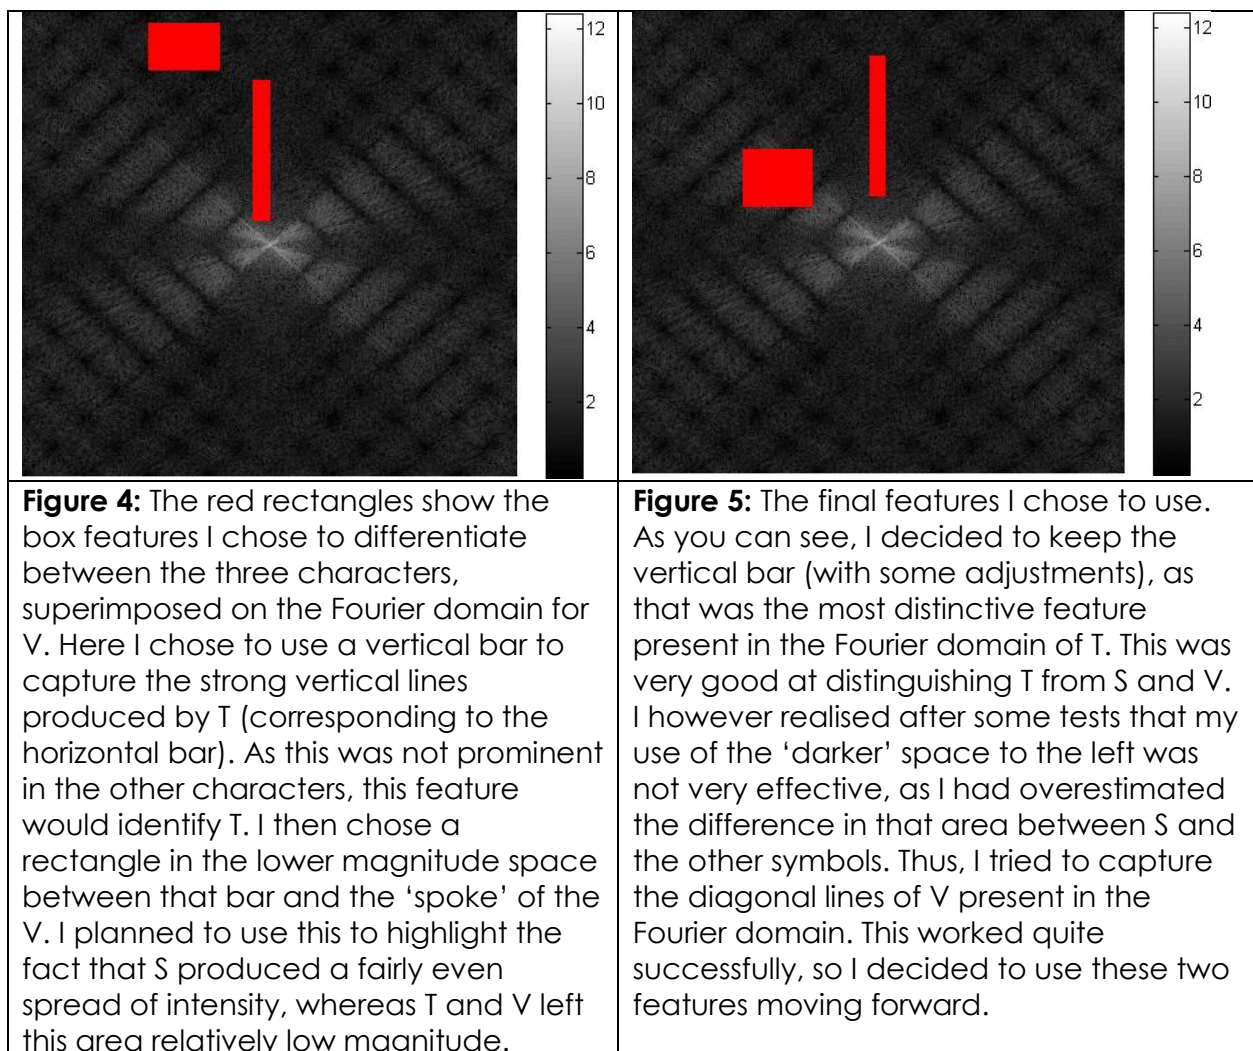 12
10
8
6
4
2
12
10
8
6
4
2
Figure 4: The red rectangles show the
box features I chose to differentiate
between the three characters,
superimposed on the Fourier domain for
V. Here I chose to use a vertical bar to
capture the strong vertical lines
produced by T (corresponding to the
horizontal bar). As this was not prominent
in the other characters, this feature
would identify T. I then chose a
rectangle in the lower magnitude space
between that bar and the ‘spoke’ of the
V. I planned to use this to highlight the
fact that S produced a fairly even
spread of intensity, whereas T and V left
this area relatively low magnitude.
Figure 5: The final features I chose to use.
As you can see, I decided to keep the
vertical bar (with some adjustments), as
that was the most distinctive feature
present in the Fourier domain of T. This was
very good at distinguishing T from S and V.
I however realised after some tests that my
use of the ‘darker’ space to the left was
not very effective, as I had overestimated
the difference in that area between S and
the other symbols. Thus, I tried to capture
the diagonal lines of V present in the
Fourier domain. This worked quite
successfully, so I decided to use these two
features moving forward.